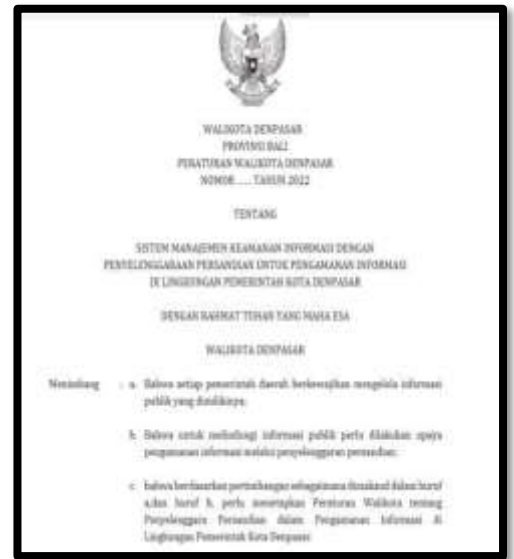 WALIKOTA DENPASAR
PROVINSI BALI
PERATURAN WALIKOTA DENPASAR
NOMOR ..... TAHUN 2022
TENTANG
SISTEM MANAJEMEN KEAMANAN INFORMASI DENGAN
PENYELENGGARAAN PERSANDIAN UNTUK PENGAMANAN INFORMASI
DI LINGKUNGAN PEMERINTAH KOTA DENPASAR
DENGAN RAHMAT TUHAN YANG MAHA ESA
WALIKOTA DENPASAR
Menimbang : a. Bahwa setiap pemerintah daerah berkewajiban mengelola informasi
publik yang dimilikinya;
b. Bahwa untuk melindungi informasi publik perlu dilakukan upaya
pengamanan informasi melalui penyelenggaraan persandian;
c. bahwa berdasarkan pertimbangan sebagaimana dimaksud dalam huruf
a,dan huruf b, perlu menetapkan Peraturan Walikota tentang
Penyelenggara Persandian dalam Pengamanan Informasi di
Lingkungan Pemerintah Kota Denpasar